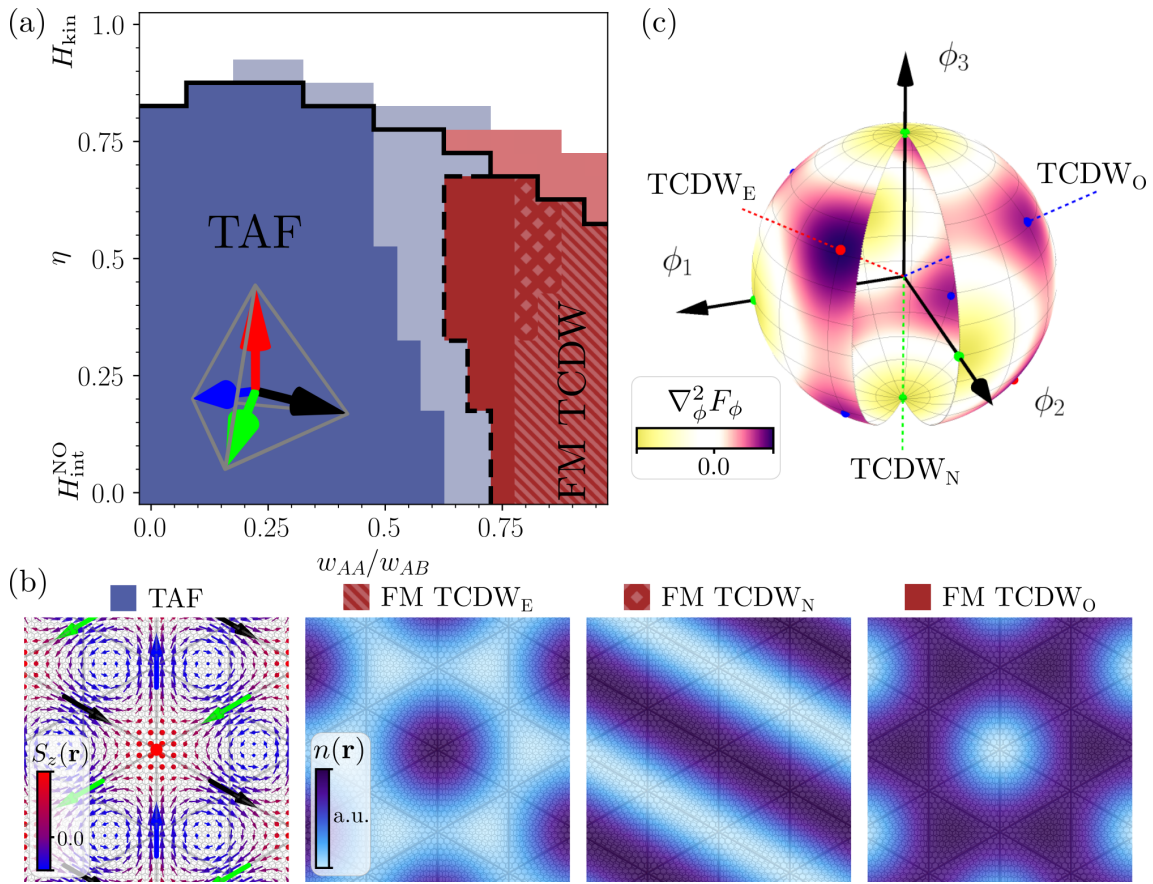 (a)
H_kin
1.0
0.75
η
0.5
0.25
H_int^NO
0.0
TAF
FM TCDW
0.0
0.25
0.5
0.75
w_AA/w_AB
(c)
ϕ_3
TCDW_E
TCDW_O
ϕ_1
ϕ_2
∇_ϕ^2 F_ϕ
0.0
TCDW_N
(b)
TAF
FM TCDW_E
FM TCDW_N
FM TCDW_O
S_z(r)
0.0
n(r)
a.u.